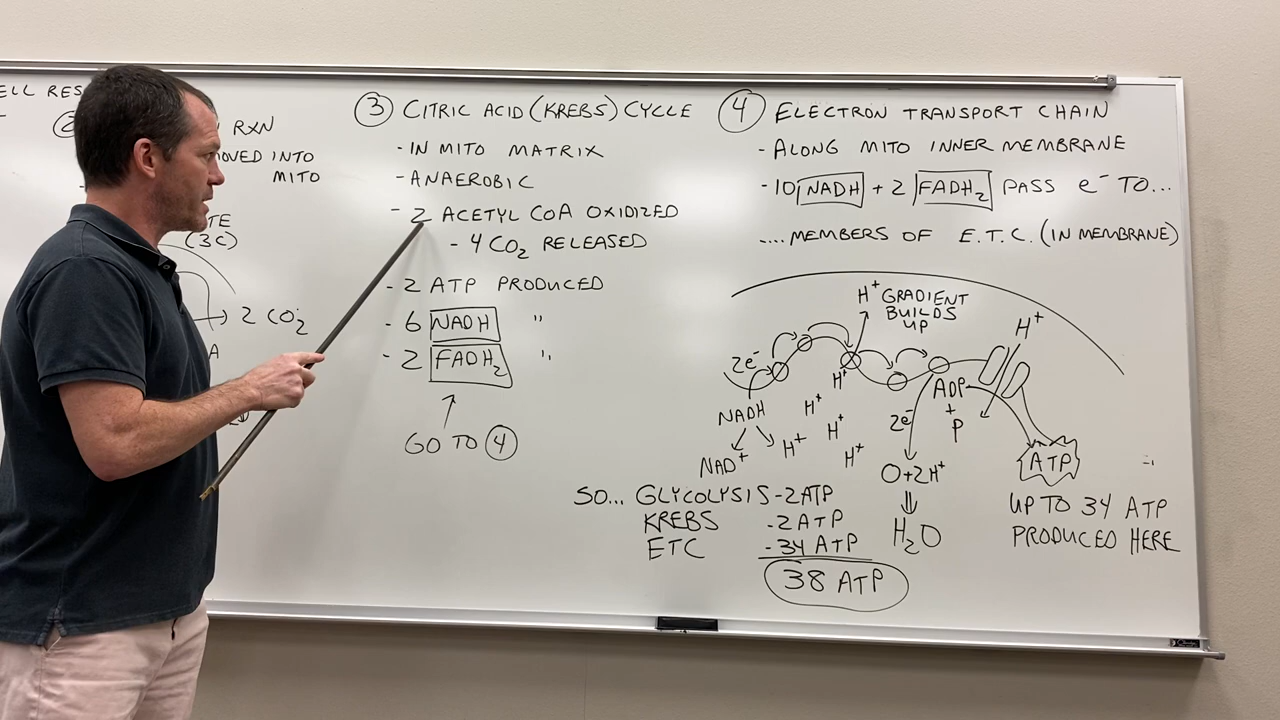 ELL RES
RXN
OVED INTO
MITO
TE
(3C)
2 CO2
A
③ CITRIC ACID (KREBS) CYCLE
- IN MITO MATRIX
- ANAEROBIC
- 2 ACETYL COA OXIDIZED
- 4 CO2 RELEASED
- 2 ATP PRODUCED
- 6 NADH "
- 2 FADH2 "
GO TO ④
④ ELECTRON TRANSPORT CHAIN
- ALONG MITO INNER MEMBRANE
- 10 NADH + 2 FADH2 PASS e- TO...
.... MEMBERS OF E.T.C. (IN MEMBRANE)
H+ GRADIENT
BUILDS
UP
H+
2e-
H+
ADP
+
P
NADH
H+
H+
H+
H+
2e-
NAD+
O+2H+
⇓
H2O
ATP
UP TO 34 ATP
PRODUCED HERE
SO... GLYCOLYSIS - 2ATP
KREBS - 2ATP
ETC - 34 ATP
38 ATP